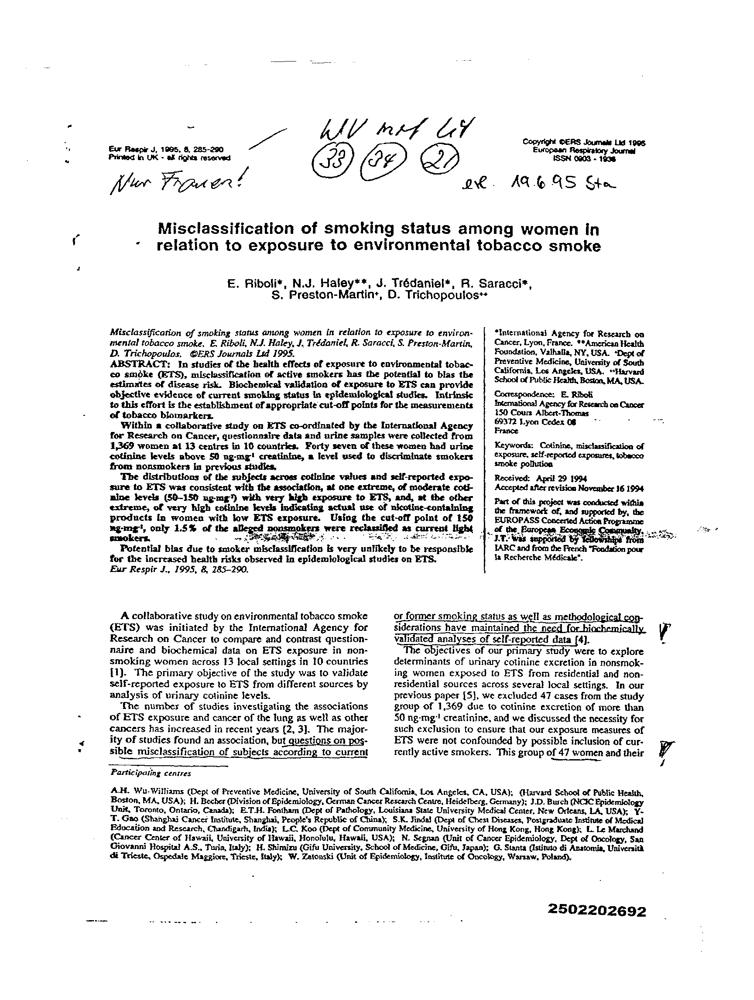 WV mrf Lit
33 34 21
Eur Respir J, 1995, 8, 285–290
Printed in UK - all rights reserved
Copyright ©ERS Journals Ltd 1995
European Respiratory Journal
ISSN 0903 - 1936
Nur Frauen!
19.6.95 Sta
Misclassification of smoking status among women in
relation to exposure to environmental tobacco smoke
E. Riboli*, N.J. Haley**, J. Trédaniel*, R. Saracci*,
S. Preston-Martin+, D. Trichopoulos++
Misclassification of smoking status among women in relation to exposure to environ-
mental tobacco smoke. E. Riboli, N.J. Haley, J. Trédaniel, R. Saracci, S. Preston-Martin,
D. Trichopoulos. ©ERS Journals Ltd 1995.
ABSTRACT: In studies of the health effects of exposure to environmental tobac-
co smoke (ETS), misclassification of active smokers has the potential to bias the
estimates of disease risk. Biochemical validation of exposure to ETS can provide
objective evidence of current smoking status in epidemiological studies. Intrinsic
to this effort is the establishment of appropriate cut-off points for the measurements
of tobacco biomarkers.
Within a collaborative study on ETS co-ordinated by the International Agency
for Research on Cancer, questionnaire data and urine samples were collected from
1,369 women at 13 centres in 10 countries. Forty seven of these women had urine
cotinine levels above 50 ng·mg-1 creatinine, a level used to discriminate smokers
from nonsmokers in previous studies.
The distributions of the subjects across cotinine values and self-reported expo-
sure to ETS was consistent with the association, at one extreme, of moderate coti-
nine levels (50–150 ng·mg-1) with very high exposure to ETS, and, at the other
extreme, of very high cotinine levels indicating actual use of nicotine-containing
products in women with low ETS exposure. Using the cut-off point of 150
ng·mg-1, only 1.5% of the alleged nonsmokers were reclassified as current light
smokers.
Potential bias due to smoker misclassification is very unlikely to be responsible
for the increased health risks observed in epidemiological studies on ETS.
Eur Respir J., 1995, 8, 285–290.
*International Agency for Research on
Cancer, Lyon, France. **American Health
Foundation, Valhalla, NY, USA. +Dept of
Preventive Medicine, University of South
California, Los Angeles, USA. ++Harvard
School of Public Health, Boston, MA, USA.
Correspondence: E. Riboli
International Agency for Research on Cancer
150 Cours Albert-Thomas
69372 Lyon Cedex 08
France
Keywords: Cotinine, misclassification of
exposure, self-reported exposures, tobacco
smoke pollution
Received: April 29 1994
Accepted after revision November 16 1994
Part of this project was conducted within
the framework of, and supported by, the
EUROPASS Concerted Action Programme
of the European Economic Community.
J.T. was supported by fellowships from
IARC and from the French "Fondation pour
la Recherche Médicale".
A collaborative study on environmental tobacco smoke
(ETS) was initiated by the International Agency for
Research on Cancer to compare and contrast question-
naire and biochemical data on ETS exposure in non-
smoking women across 13 local settings in 10 countries
[1]. The primary objective of the study was to validate
self-reported exposure to ETS from different sources by
analysis of urinary cotinine levels.
The number of studies investigating the associations
of ETS exposure and cancer of the lung as well as other
cancers has increased in recent years [2, 3]. The major-
ity of studies found an association, but questions on pos-
sible misclassification of subjects according to current
or former smoking status as well as methodological con-
siderations have maintained the need for biochemically
validated analyses of self-reported data [4].
The objectives of our primary study were to explore
determinants of urinary cotinine excretion in nonsmok-
ing women exposed to ETS from residential and non-
residential sources across several local settings. In our
previous paper [5], we excluded 47 cases from the study
group of 1,369 due to cotinine excretion of more than
50 ng·mg-1 creatinine, and we discussed the necessity for
such exclusion to ensure that our exposure measures of
ETS were not confounded by possible inclusion of cur-
rently active smokers. This group of 47 women and their
Participating centres
A.H. Wu-Williams (Dept of Preventive Medicine, University of South California, Los Angeles, CA, USA); (Harvard School of Public Health,
Boston, MA, USA); H. Becher (Division of Epidemiology, German Cancer Research Centre, Heidelberg, Germany); J.D. Burch (NCIC Epidemiology
Unit, Toronto, Ontario, Canada); E.T.H. Fontham (Dept of Pathology, Louisiana State University Medical Center, New Orleans, LA, USA); Y-
T. Gao (Shanghai Cancer Institute, Shanghai, People's Republic of China); S.K. Jindal (Dept of Chest Diseases, Postgraduate Institute of Medical
Education and Research, Chandigarh, India); L.C. Koo (Dept of Community Medicine, University of Hong Kong, Hong Kong); L. Le Marchand
(Cancer Center of Hawaii, University of Hawaii, Honolulu, Hawaii, USA); N. Segnan (Unit of Cancer Epidemiology, Dept of Oncology, San
Giovanni Hospital A.S., Turin, Italy); H. Shimizu (Gifu University, School of Medicine, Gifu, Japan); G. Stanta (Istituto di Anatomia, Università
di Trieste, Ospedale Maggiore, Trieste, Italy); W. Zatonski (Unit of Epidemiology, Institute of Oncology, Warsaw, Poland).
2502202692